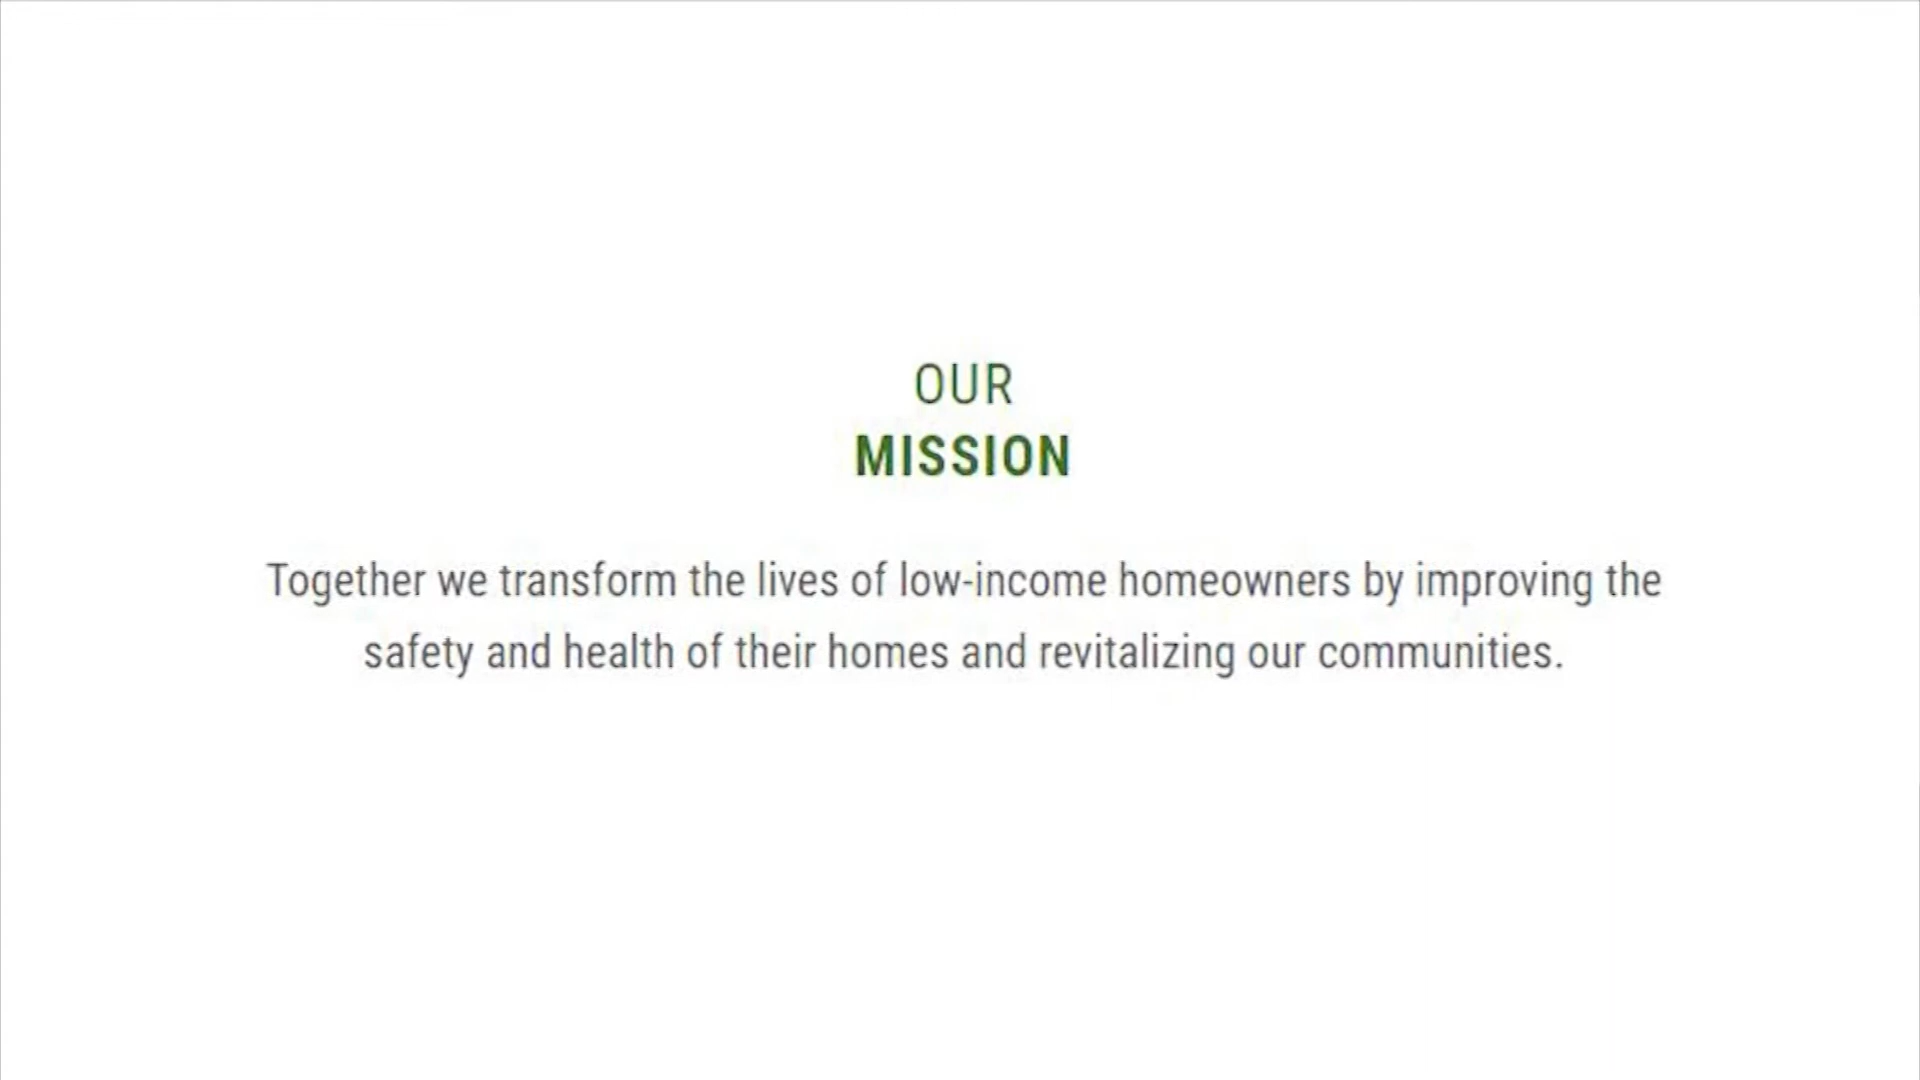 OUR
MISSION
Together we transform the lives of low-income homeowners by improving the
safety and health of their homes and revitalizing our communities.